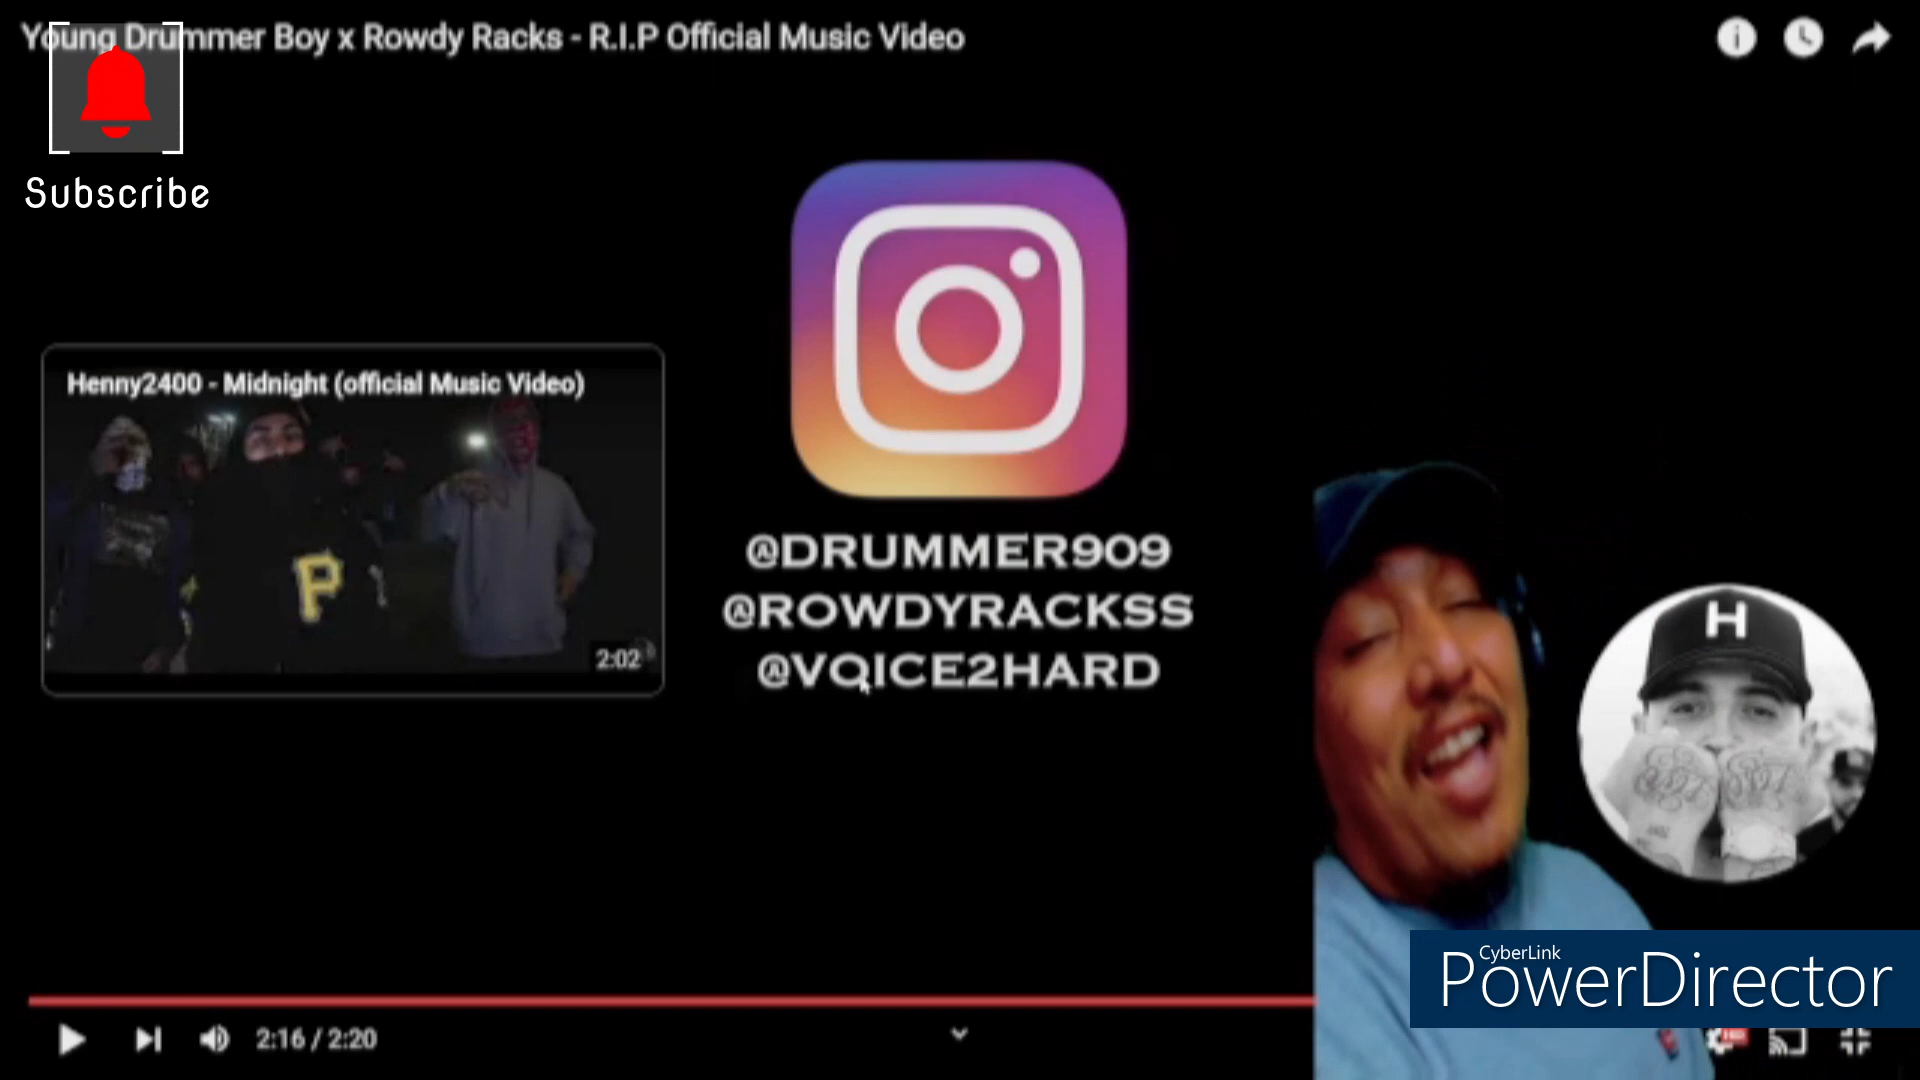 Young Drummer Boy x Rowdy Racks - R.I.P Official Music Video
Subscribe
Henny2400 - Midnight (official Music Video)
P
2:02
@DRUMMER909
@ROWDYRACKSS
@VOICE2HARD
H
CyberLink
PowerDirector
2:16 / 2:20